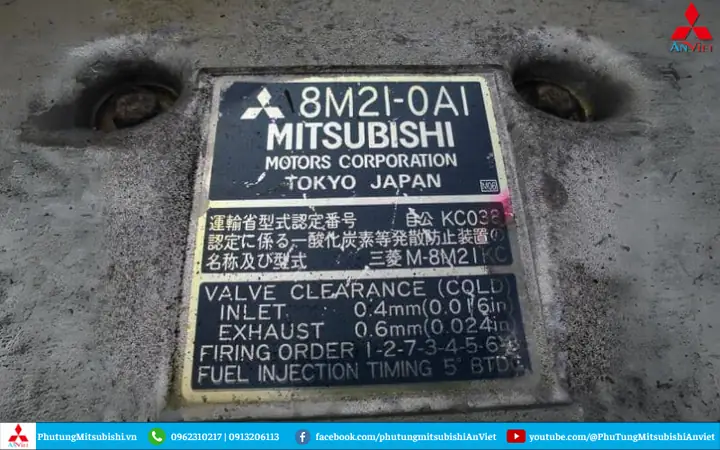 AN VIET
8M21-0A1
MITSUBISHI
MOTORS CORPORATION
TOKYO JAPAN
N06
運輸省型式認定番号 自公 KC038
認定に係る一酸化炭素等発散防止装置の
名称及び型式 三菱 M-8M21KC
VALVE CLEARANCE (COLD)
INLET 0.4mm(0.016in)
EXHAUST 0.6mm(0.024in)
FIRING ORDER 1-2-7-3-4-5-6-8
FUEL INJECTION TIMING 5° BTDC
PhuTungMitsubishi.vn 0962310217 | 0913206113 facebook.com/phutungmitsubishiAnViet youtube.com/@PhuTungMitsubishiAnViet